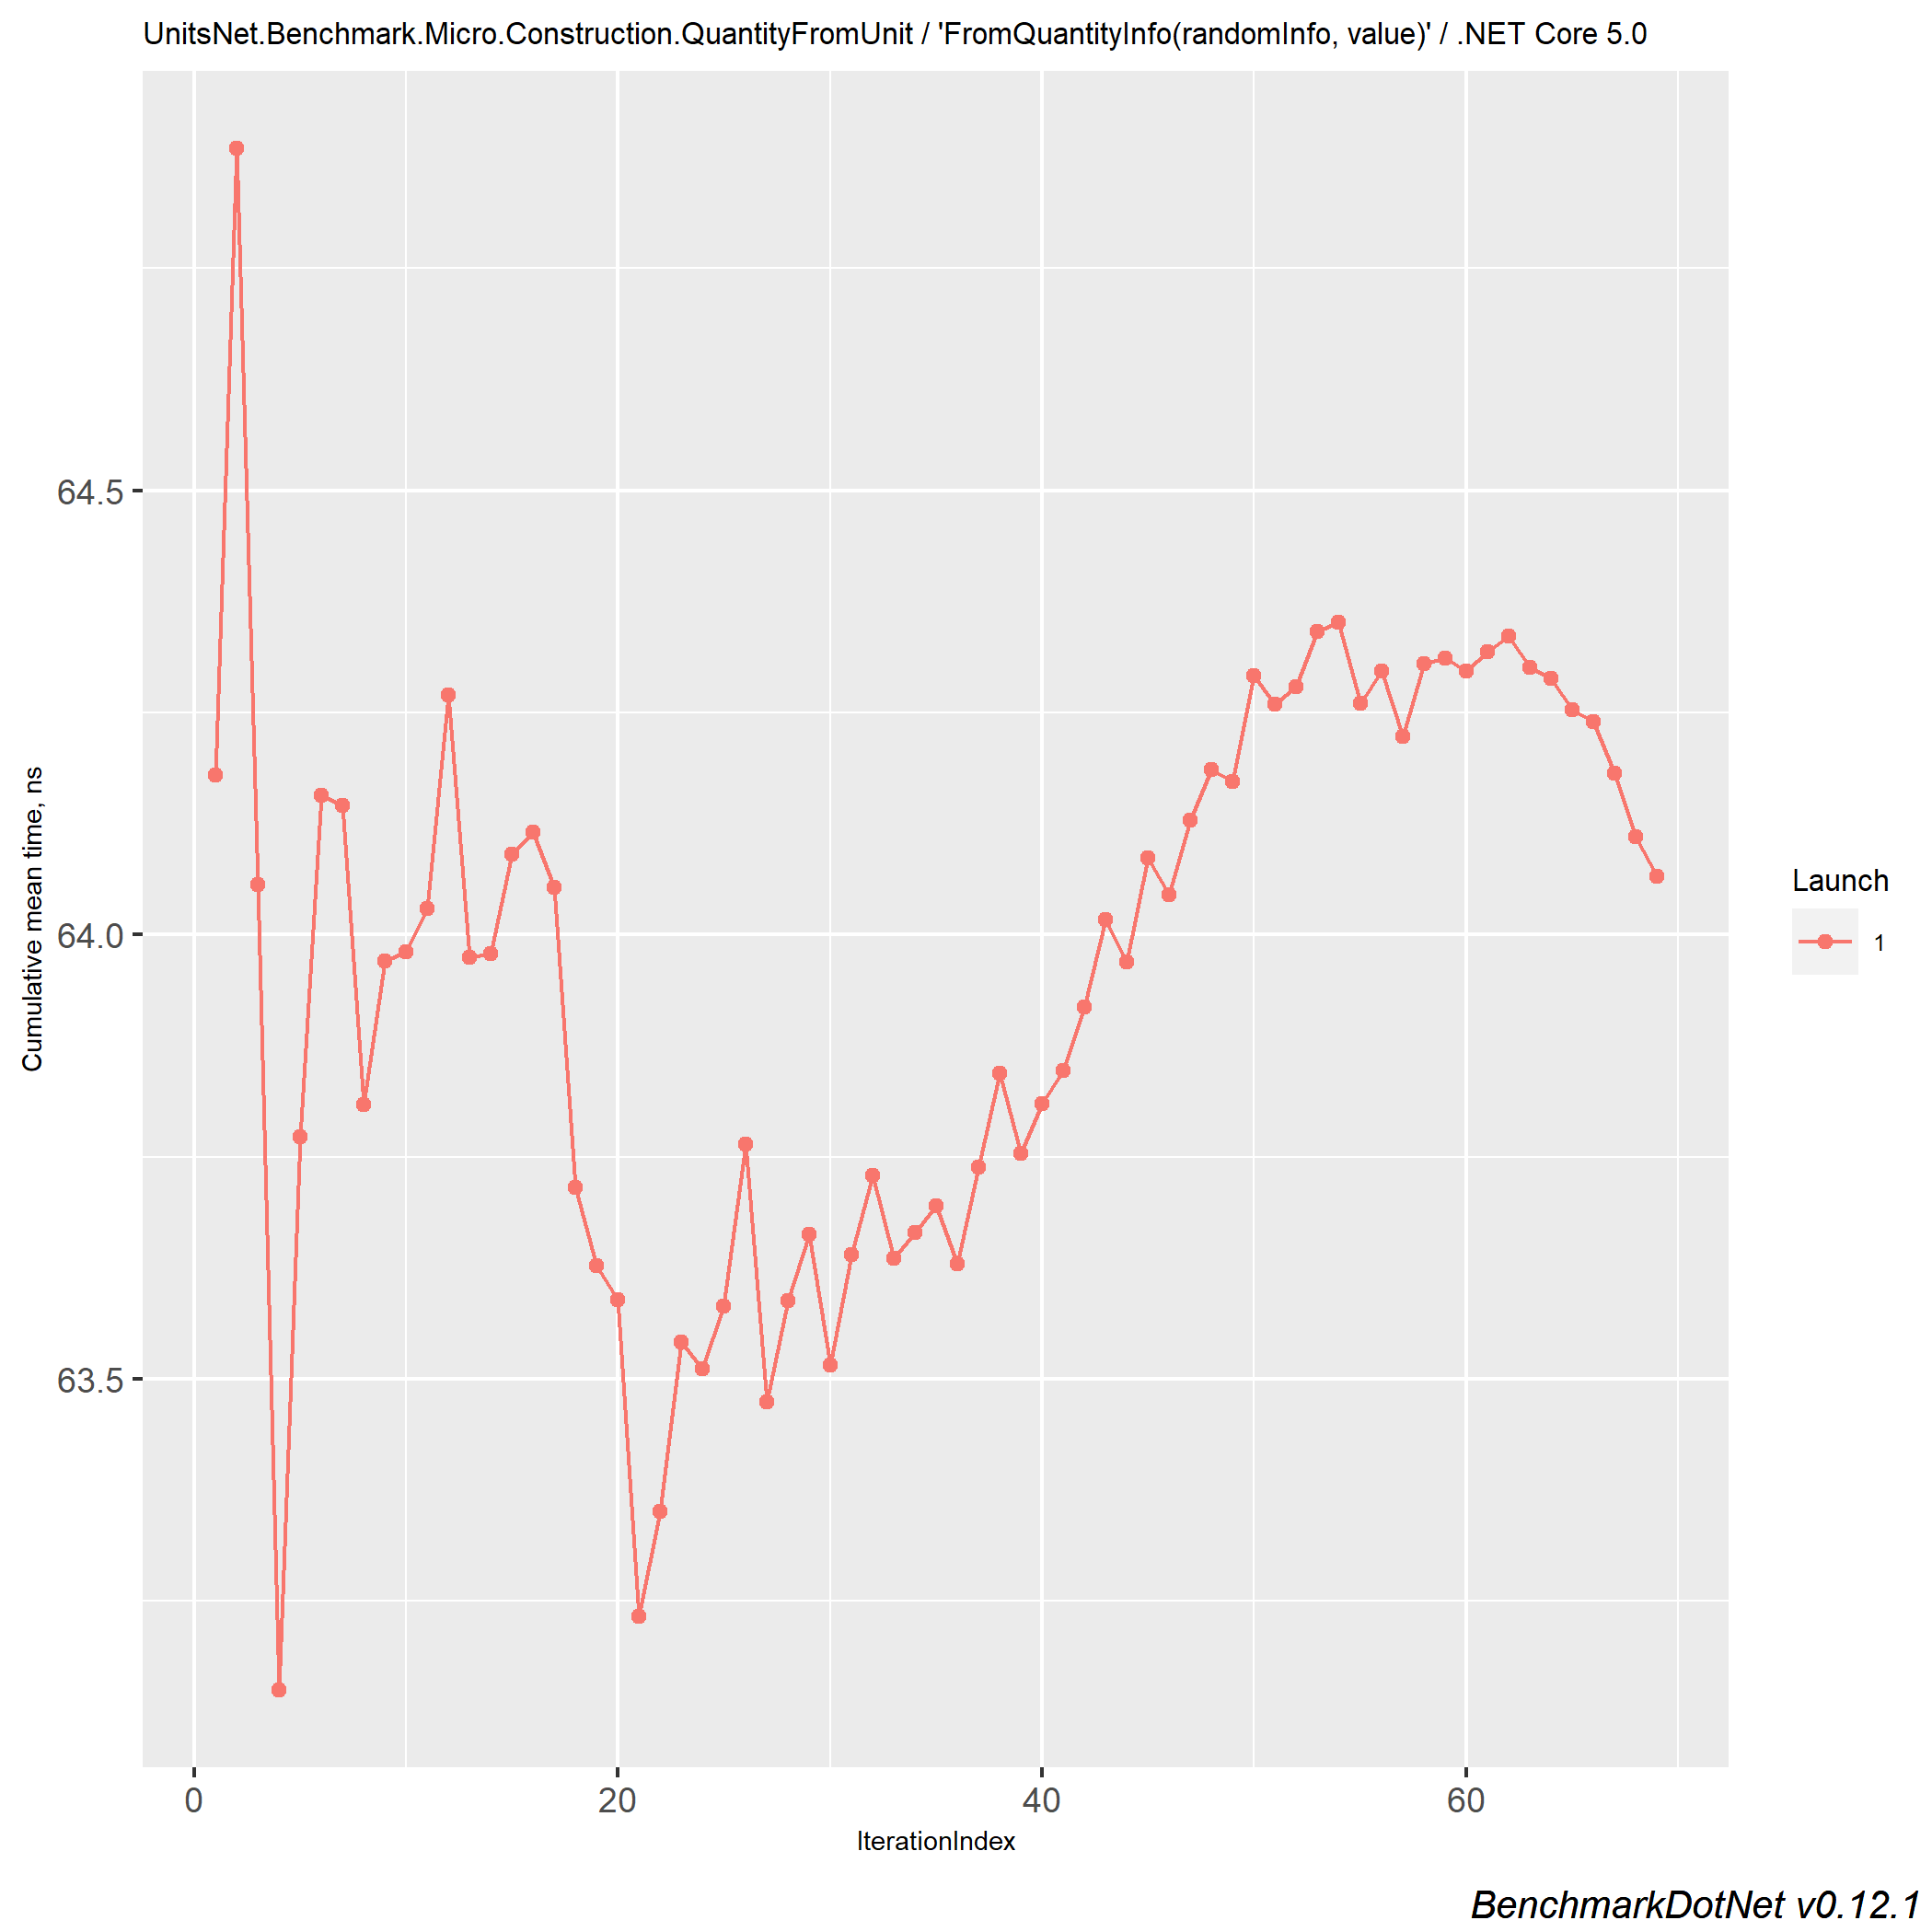 UnitsNet.Benchmark.Micro.Construction.QuantityFromUnit / 'FromQuantityInfo(randomInfo, value)' / .NET Core 5.0
64.5
64.0
63.5
Cumulative mean time, ns
0 20 40 60
IterationIndex
Launch
1
BenchmarkDotNet v0.12.1